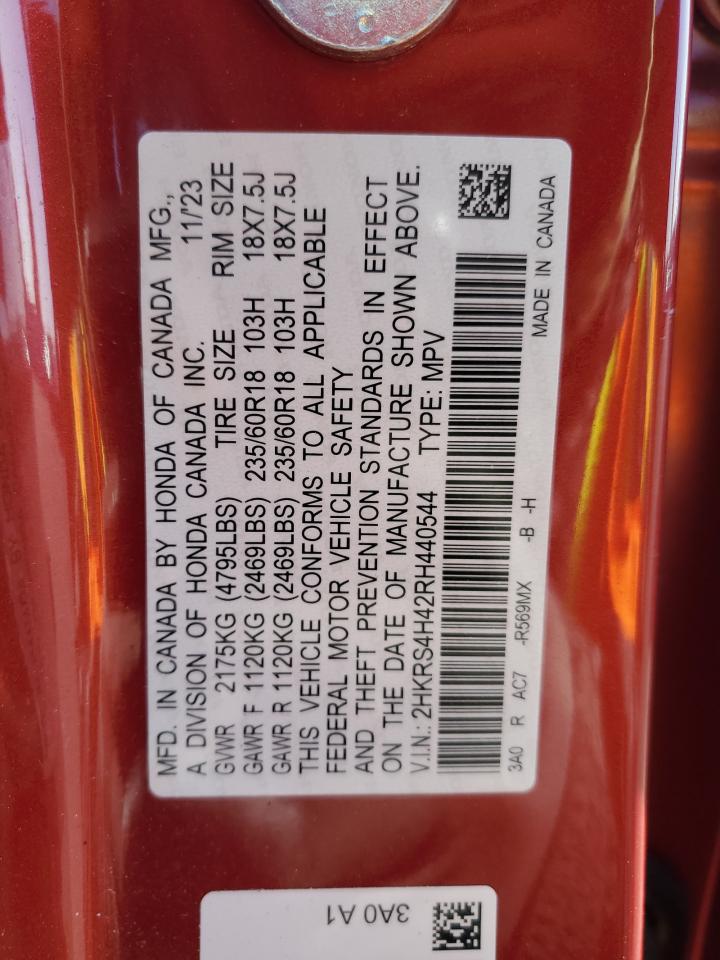 MFD. IN CANADA BY HONDA OF CANADA MFG.,
A DIVISION OF HONDA CANADA INC. 11/'23
GVWR 2175KG (4795LBS) TIRE SIZE RIM SIZE
GAWR F 1120KG (2469LBS) 235/60R18 103H 18X7.5J
GAWR R 1120KG (2469LBS) 235/60R18 103H 18X7.5J
THIS VEHICLE CONFORMS TO ALL APPLICABLE
FEDERAL MOTOR VEHICLE SAFETY
AND THEFT PREVENTION STANDARDS IN EFFECT
ON THE DATE OF MANUFACTURE SHOWN ABOVE.
V.I.N.: 2HKRS4H42RH440544 TYPE: MPV
3A0 R AC7 -R569MX -B -H MADE IN CANADA
3A0 A1